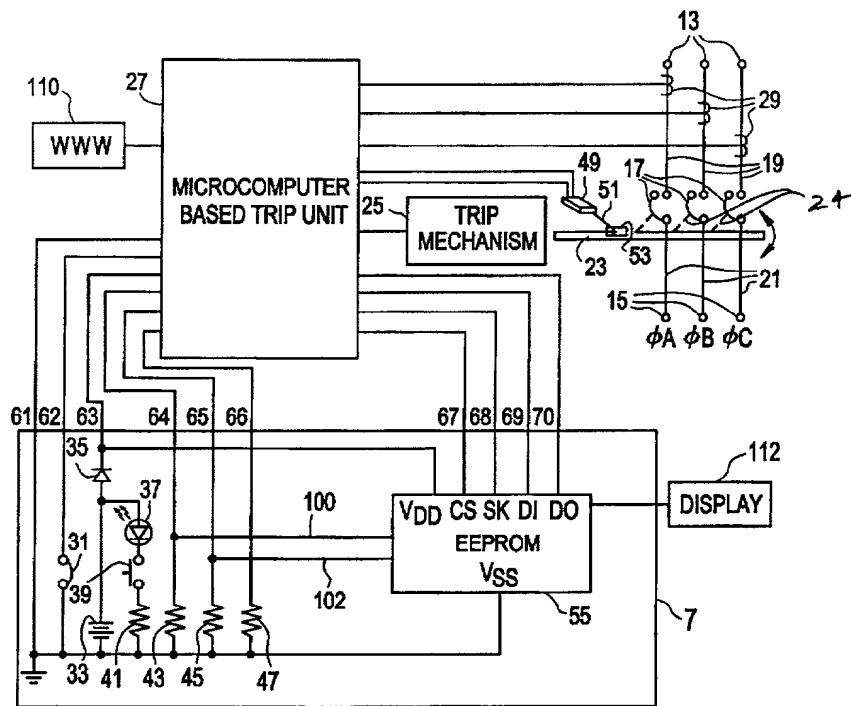 13
110
27
WWW
29
49
17
19
MICROCOMPUTER
BASED TRIP UNIT
25
51
24
TRIP
MECHANISM
23
53
21
15
ϕA ϕB ϕC
61 62 63 64 65 66 67 68 69 70
35
112
37
DISPLAY
100
VDD CS SK DI DO
EEPROM
VSS
31
39
102
55
7
33
41 43 45 47